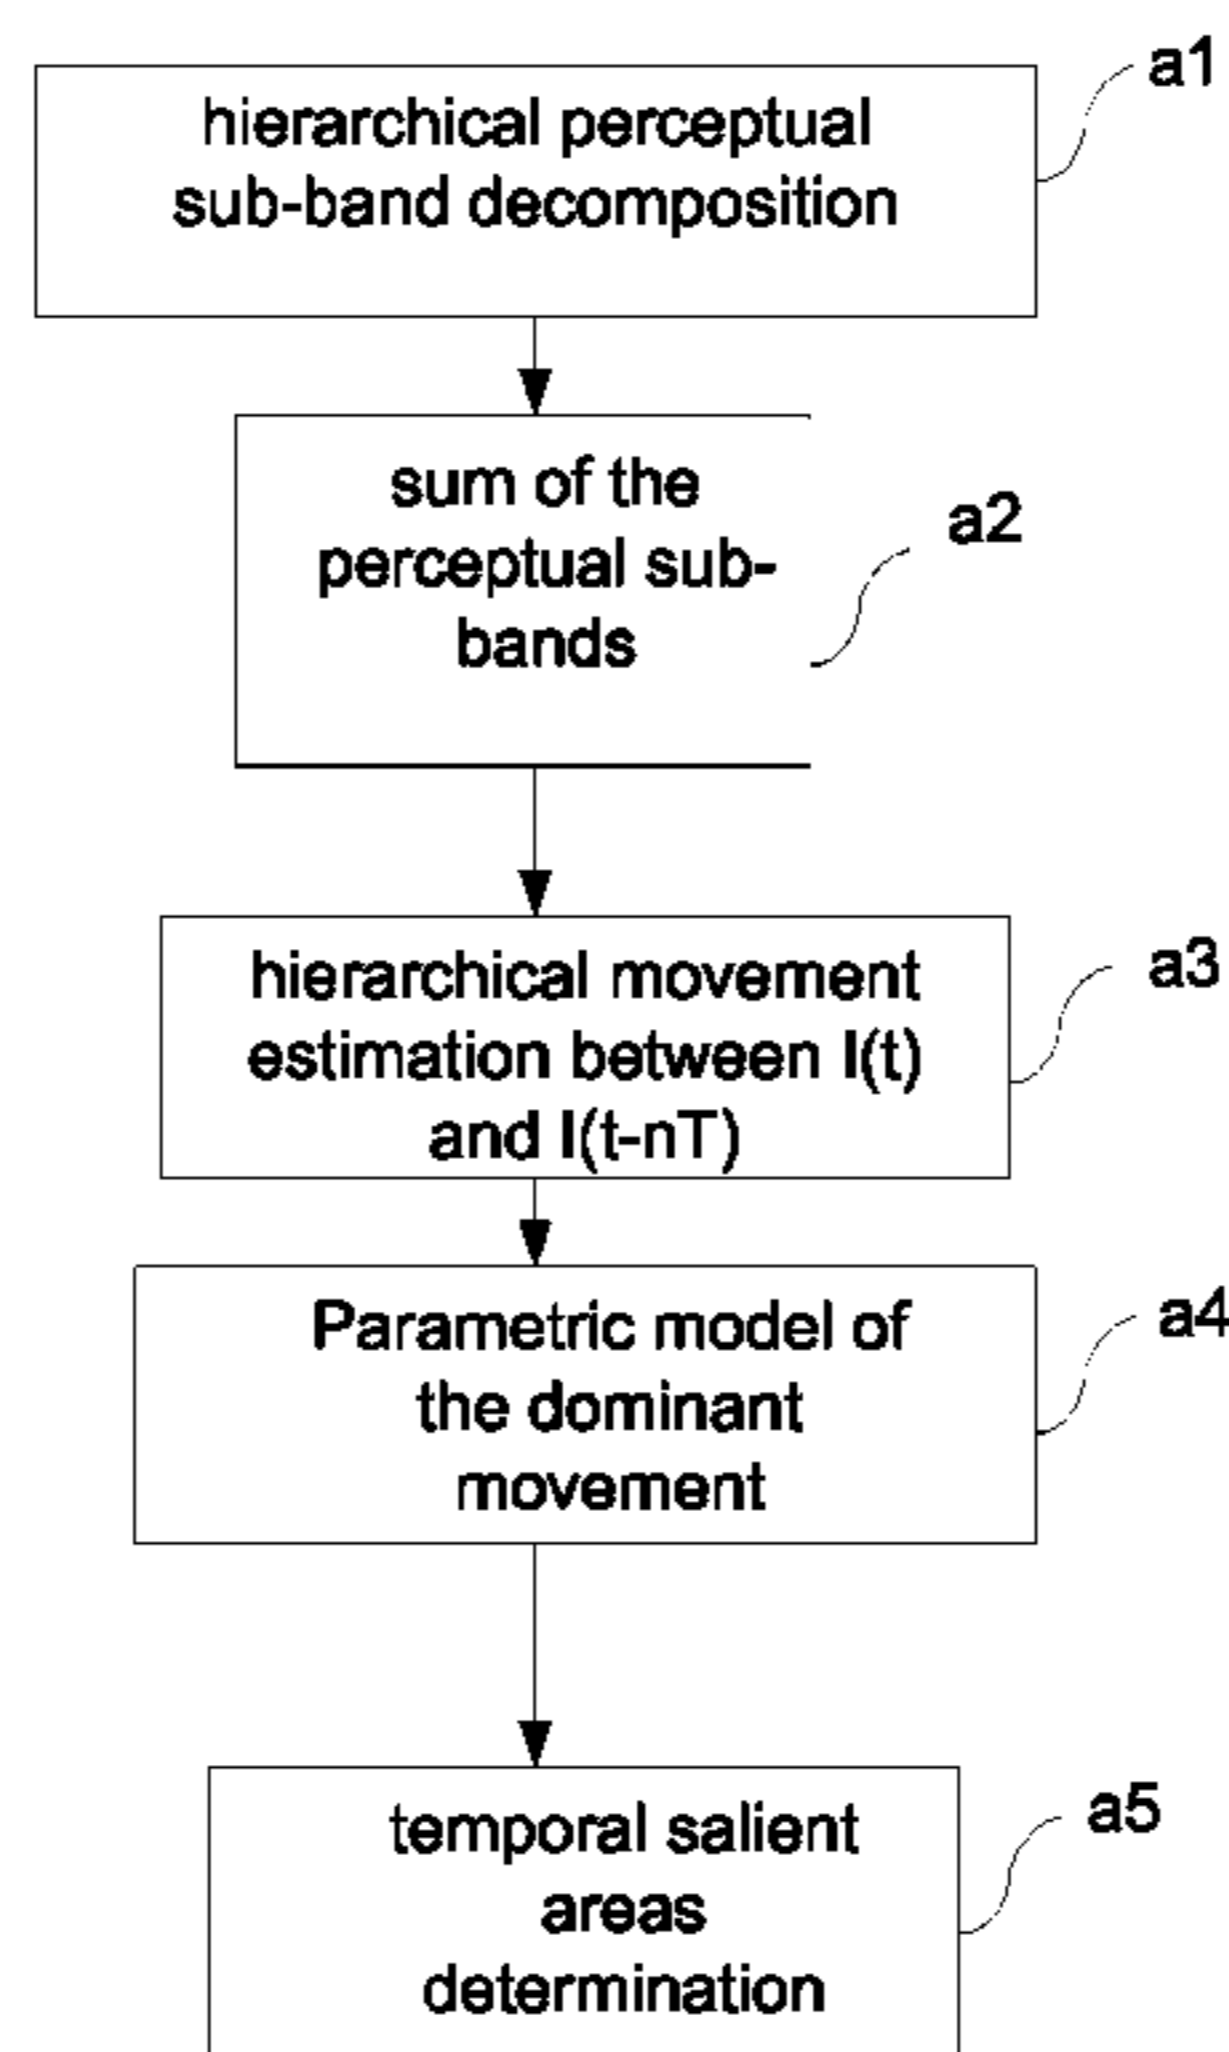 a1
hierarchical perceptual
sub-band decomposition
sum of the
perceptual sub-
bands
a2
hierarchical movement
estimation between I(t)
and I(t-nT)
a3
Parametric model of
the dominant
movement
a4
temporal salient
areas
determination
a5